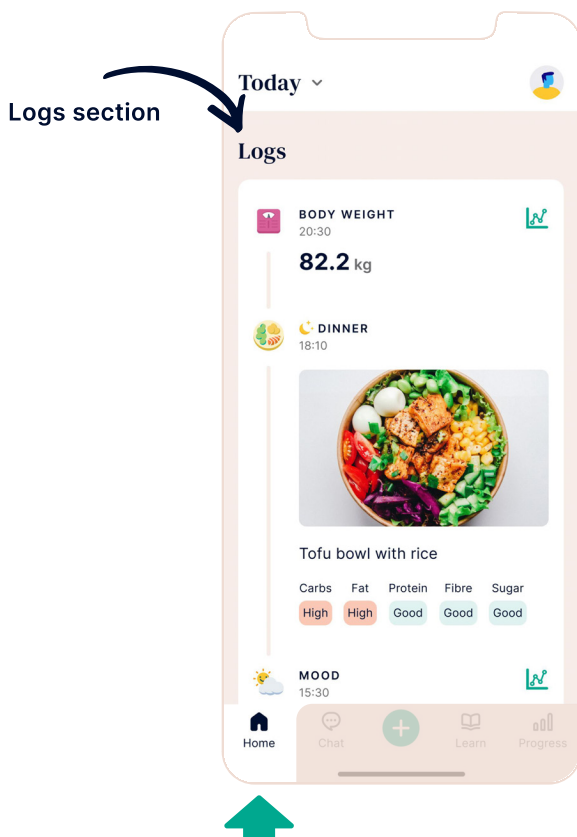 Today
Logs section
Logs
BODY WEIGHT
20:30
82.2 kg
DINNER
18:10
Tofu bowl with rice
Carbs Fat Protein Fibre Sugar
High High Good Good Good
MOOD
15:30
Home Chat Learn Progress